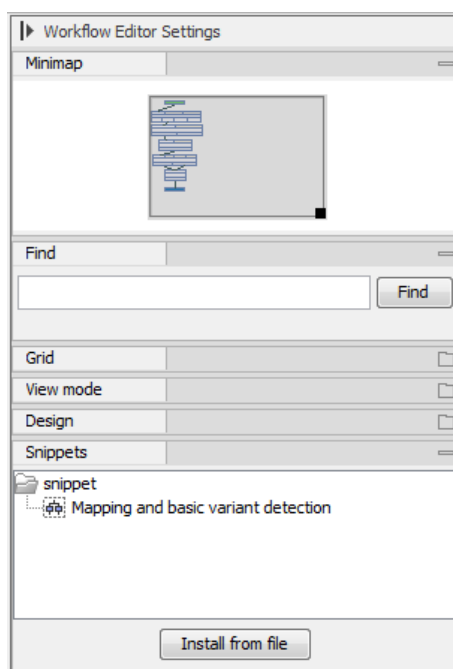 Workflow Editor Settings
Minimap
Find
Find
Grid
View mode
Design
Snippets
snippet
Mapping and basic variant detection
Install from file